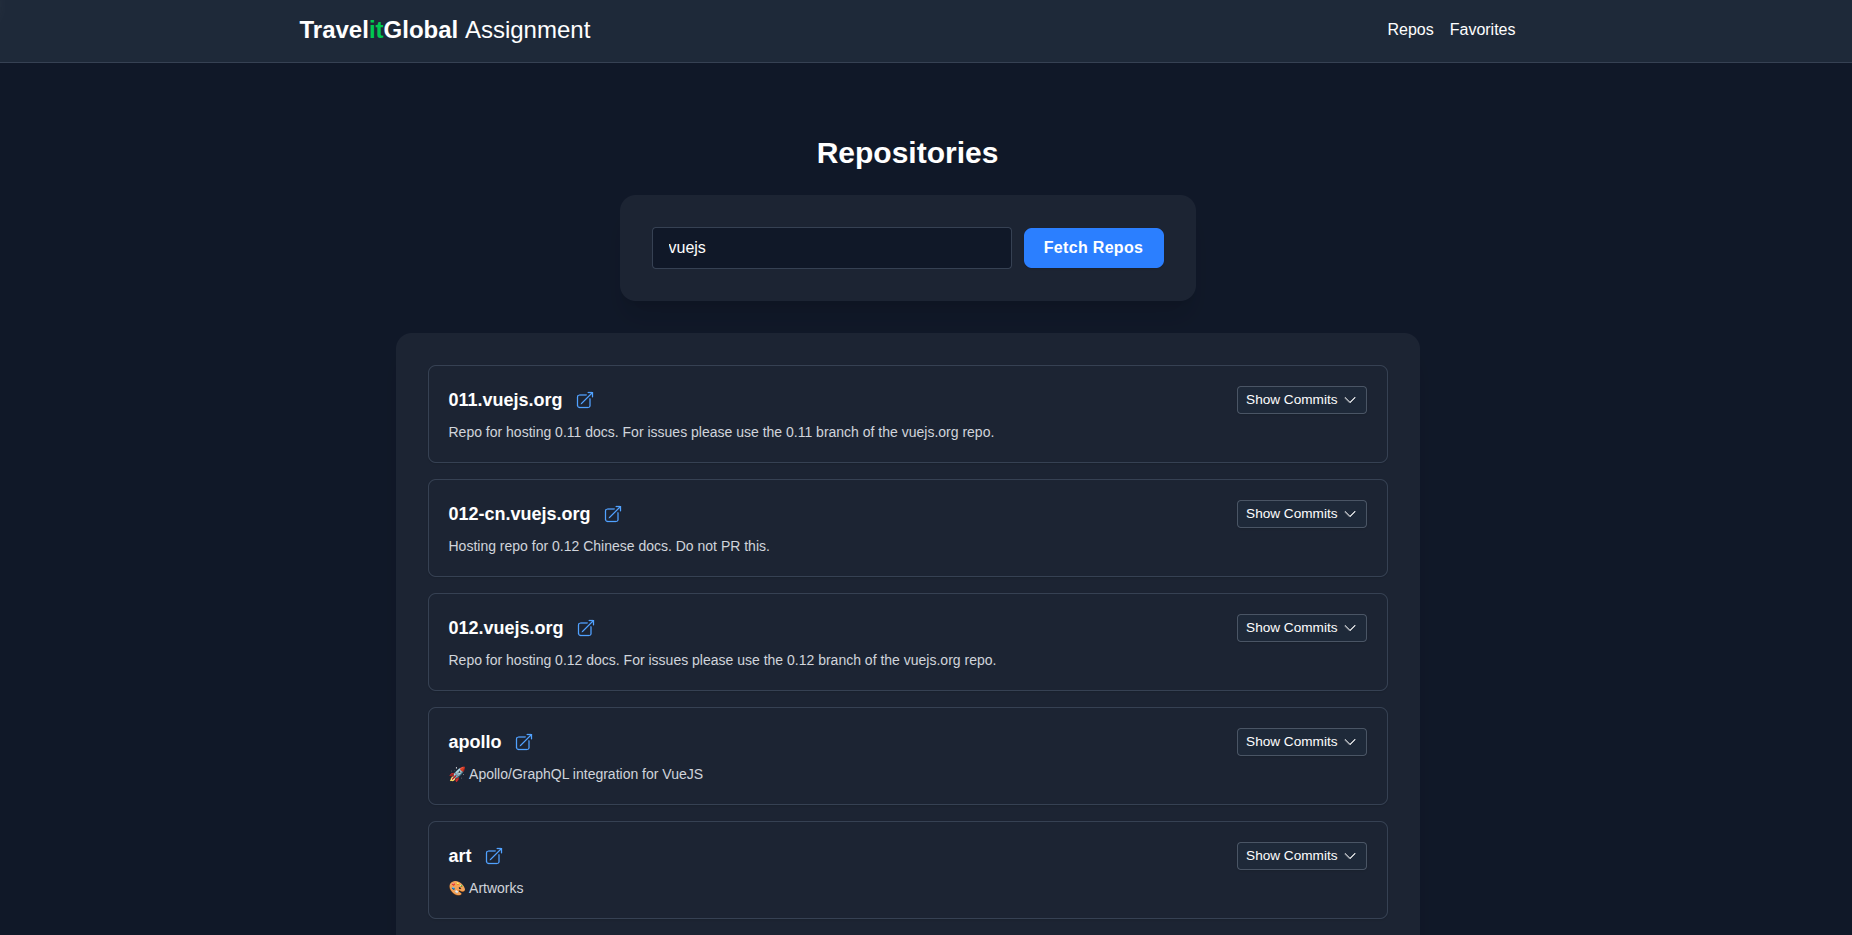 TravelitGlobal Assignment
Repos Favorites
Repositories
vuejs
Fetch Repos
011.vuejs.org
Show Commits
Repo for hosting 0.11 docs. For issues please use the 0.11 branch of the vuejs.org repo.
012-cn.vuejs.org
Show Commits
Hosting repo for 0.12 Chinese docs. Do not PR this.
012.vuejs.org
Show Commits
Repo for hosting 0.12 docs. For issues please use the 0.12 branch of the vuejs.org repo.
apollo
Show Commits
🚀 Apollo/GraphQL integration for VueJS
art
Show Commits
🎨 Artworks